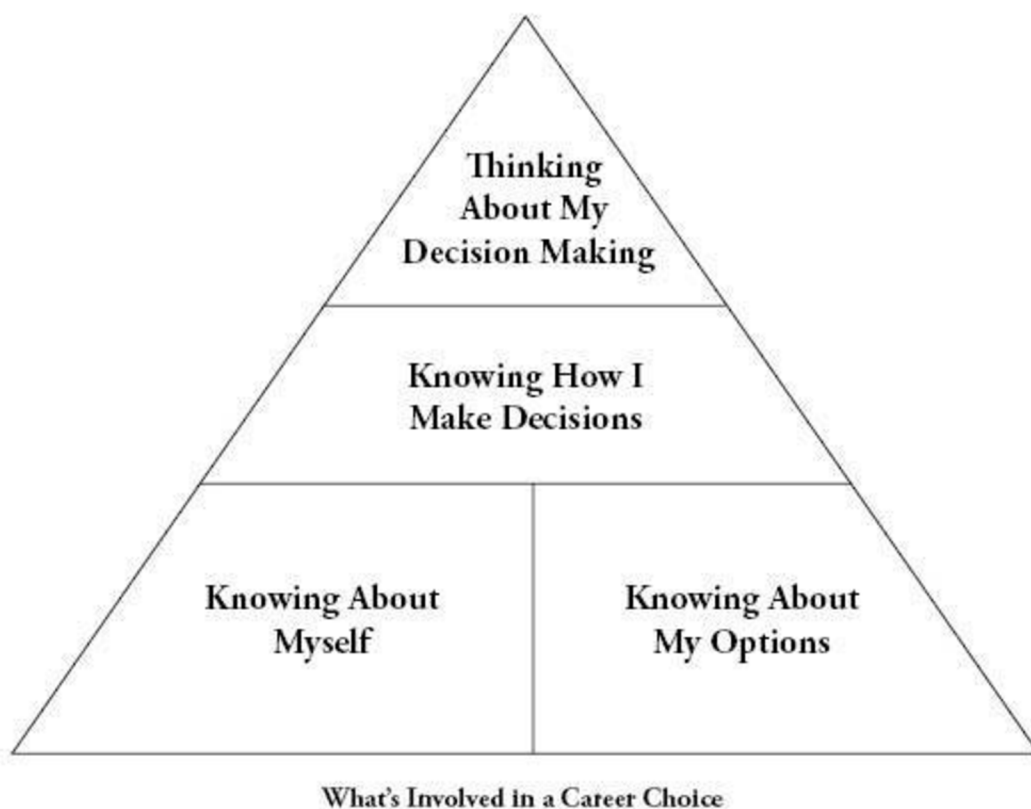 Thinking
About My
Decision Making
Knowing How I
Make Decisions
Knowing About
Myself
Knowing About
My Options
What's Involved in a Career Choice